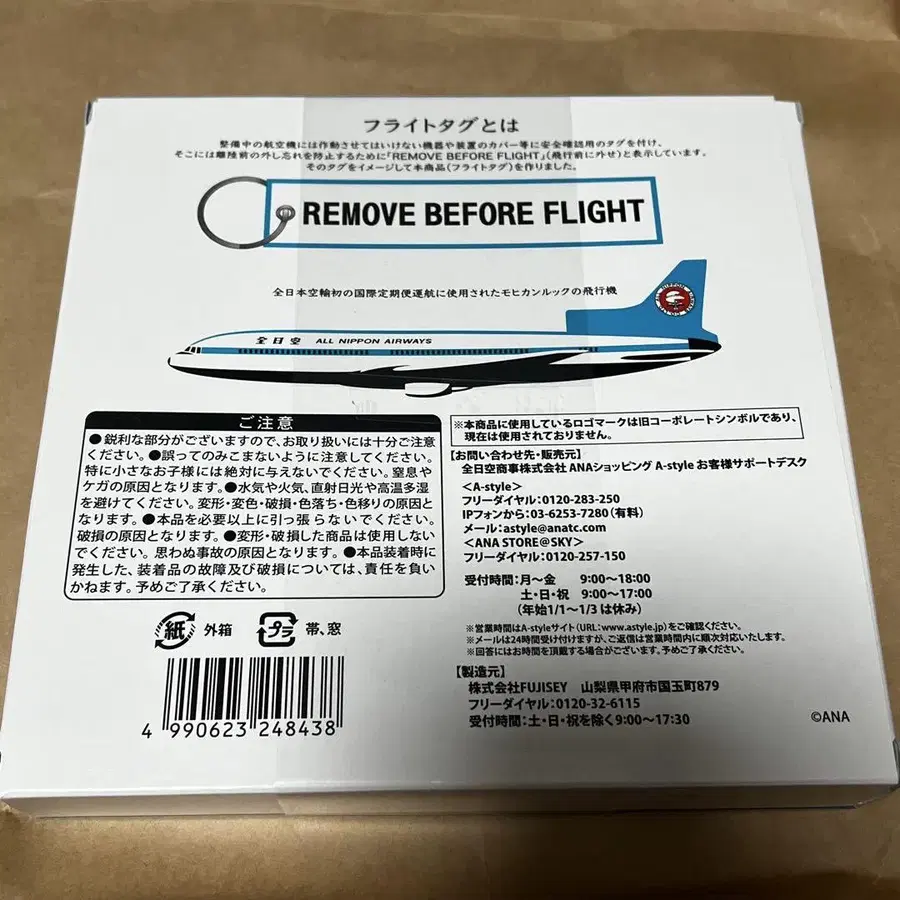 フライトタグとは
整備中の航空機には作動させてはいけない機器や装置のカバー等に安全確認用のタグを付け、
そこには離陸前の外し忘れを防止するために「REMOVE BEFORE FLIGHT」(飛行前に外せ)と表示しています。
そのタグをイメージして本商品(フライトタグ)を作りました。
REMOVE BEFORE FLIGHT
全日本空輸初の国際定期便運航に使用されたモヒカンルックの飛行機
全日空 ALL NIPPON AIRWAYS
ご注意
●鋭利な部分がございますので、お取り扱いには十分ご注意
ください。●誤ってのみこまないように注意してください。
特に小さなお子様には絶対に与えないでください。窒息や
ケガの原因となります。●水気や火気、直射日光や高温多湿
を避けてください。変形・変色・破損・色落ち・色移りの原因と
なります。●本品を必要以上に引っ張らないでください。
破損の原因となります。●変形・破損した商品は使用しない
でください。思わぬ事故の原因となります。●本品装着時に
発生した、装着品の故障及び破損については、責任を負い
かねます。予めご了承ください。
紙 外箱 プラ 帯、窓
4 990623 248438
※本商品に使用しているロゴマークは旧コーポレートシンボルであり、
現在は使用されておりません。
【お問い合わせ先・販売元】
全日空商事株式会社 ANAショッピング A-style お客様サポートデスク
<A-style>
フリーダイヤル:0120-283-250
IPフォンから:03-6253-7280(有料)
メール:astyle@anatc.com
<ANA STORE@SKY>
フリーダイヤル:0120-257-150
受付時間:月〜金 9:00〜18:00
土・日・祝 9:00〜17:00
(年始1/1〜1/3は休み)
※営業時間はA-styleサイト(URL:www.astyle.jp)をご確認ください。
※メールは24時間受け付けますが、ご返信は営業時間内に順次対応いたします。
※回答にはお時間を頂戴する場合がございます。予めご了承ください。
【製造元】
株式会社FUJISEY 山梨県甲府市国玉町879
フリーダイヤル:0120-32-6115
受付時間:土・日・祝を除く9:00〜17:30
©ANA